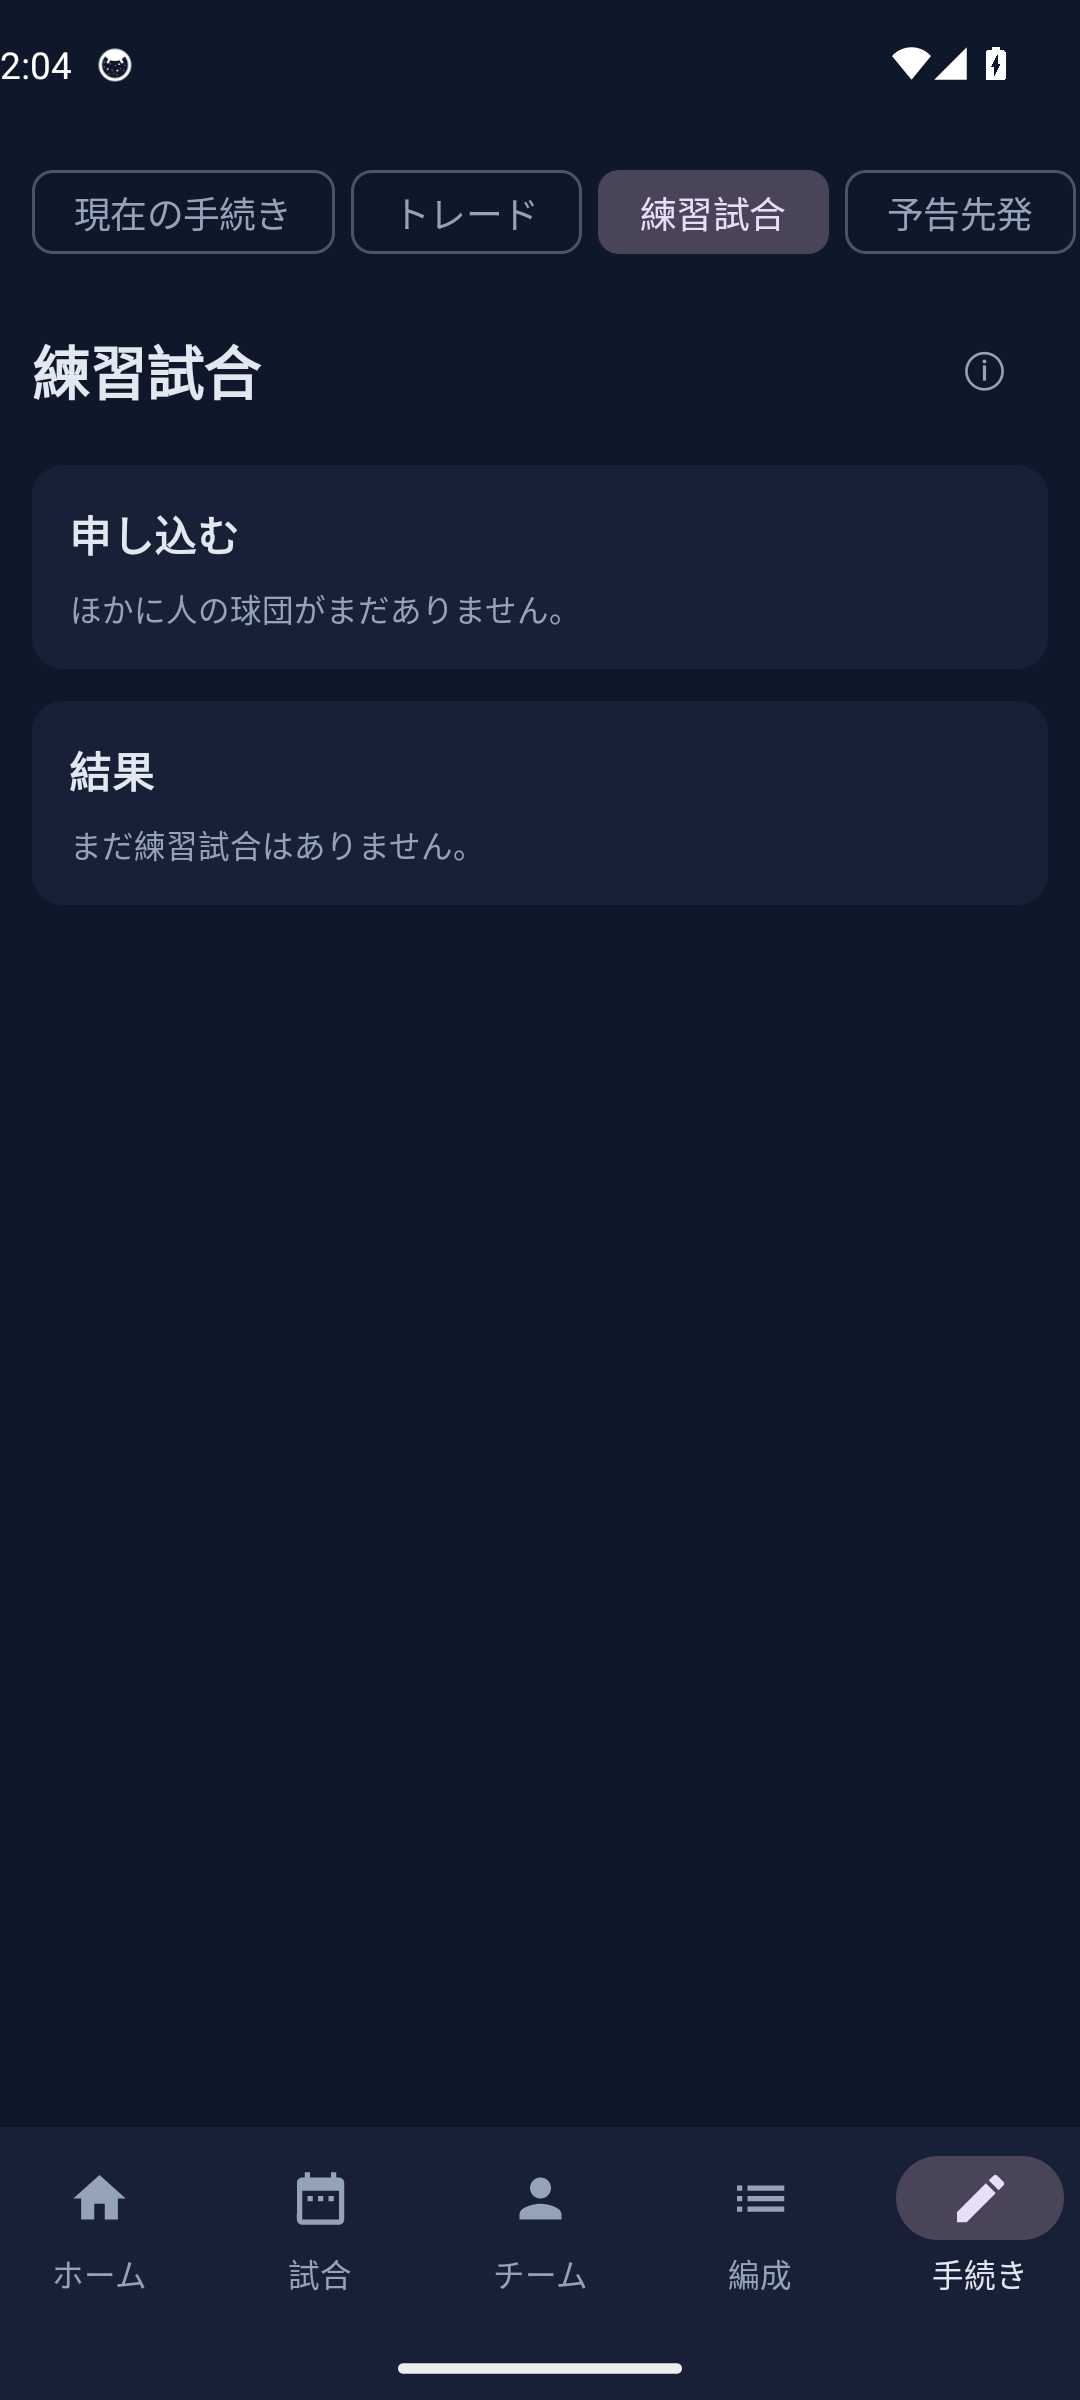 2:04
現在の手続き
トレード
練習試合
予告先発
練習試合
申し込む
ほかに人の球団がまだありません。
結果
まだ練習試合はありません。
ホーム
試合
チーム
編成
手続き